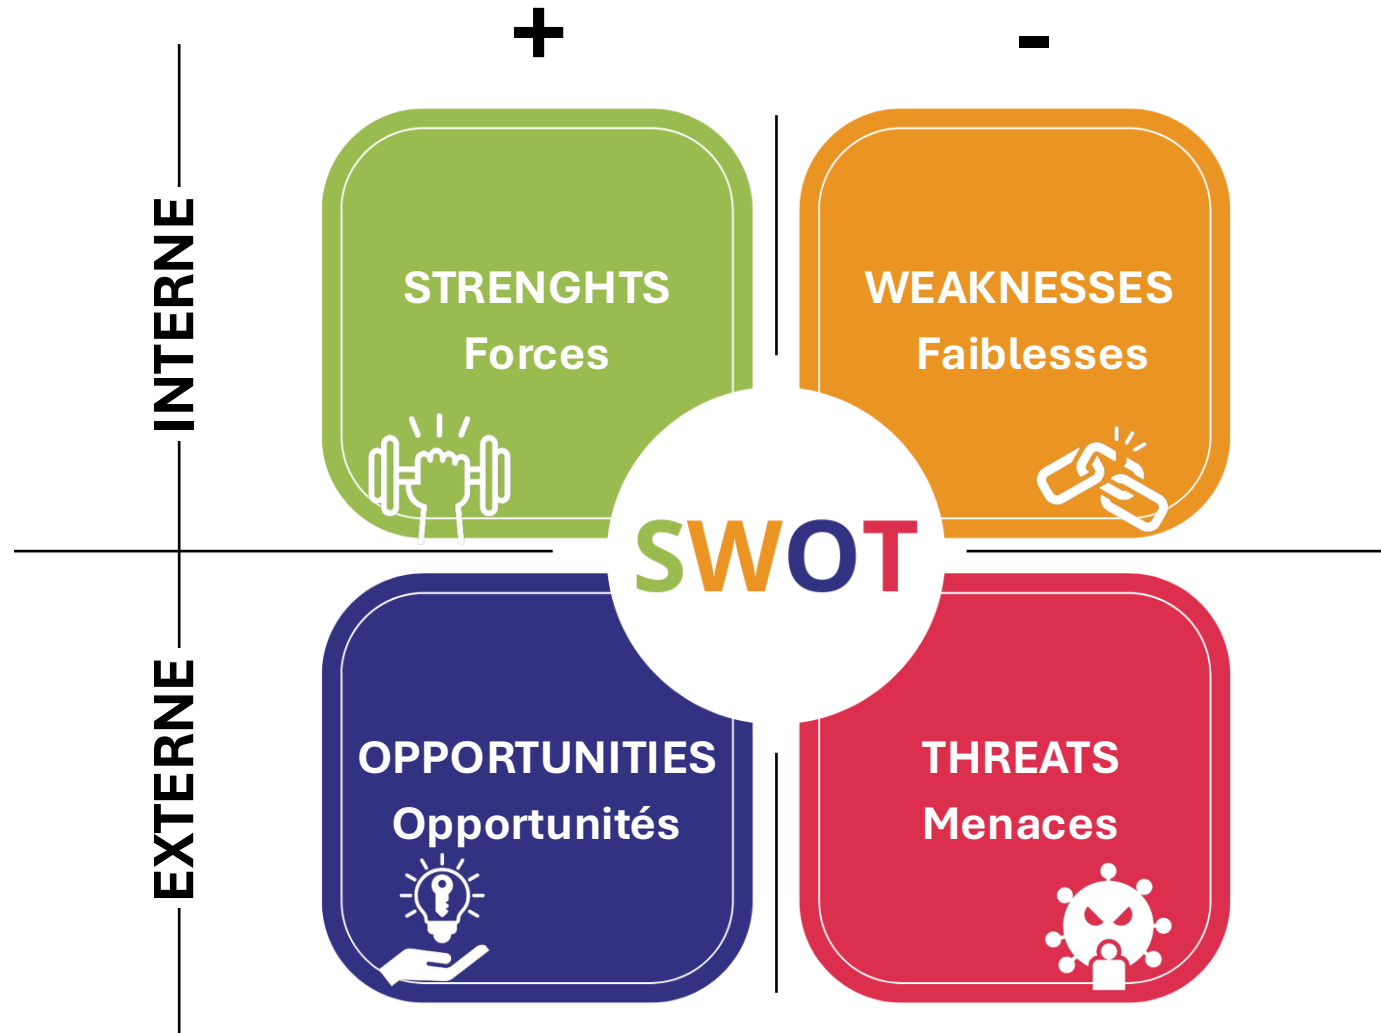 +
-
INTERNE
STRENGHTS
Forces
WEAKNESSES
Faiblesses
SWOT
EXTERNE
OPPORTUNITIES
Opportunités
THREATS
Menaces